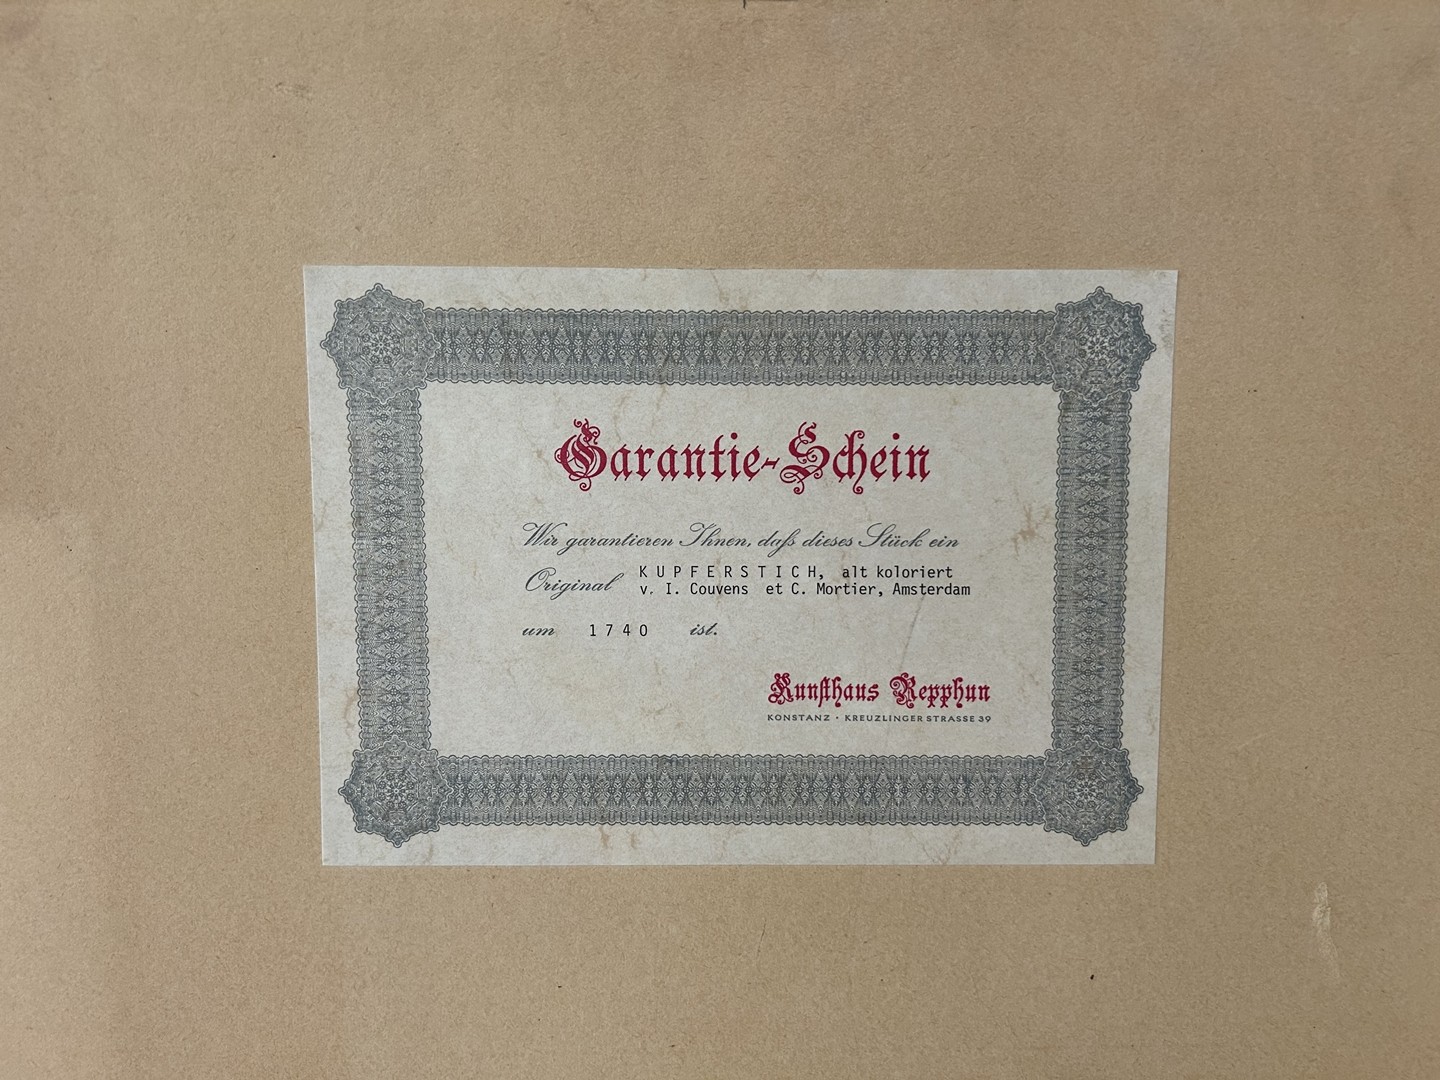 Garantie-Schein
Wir garantieren Ihnen, daß dieses Stück ein
Original KUPFERSTICH, alt koloriert
v. I. Couvens et C. Mortier, Amsterdam
um 1740 ist.
Kunsthaus Repphun
KONSTANZ · KREUZLINGER STRASSE 39